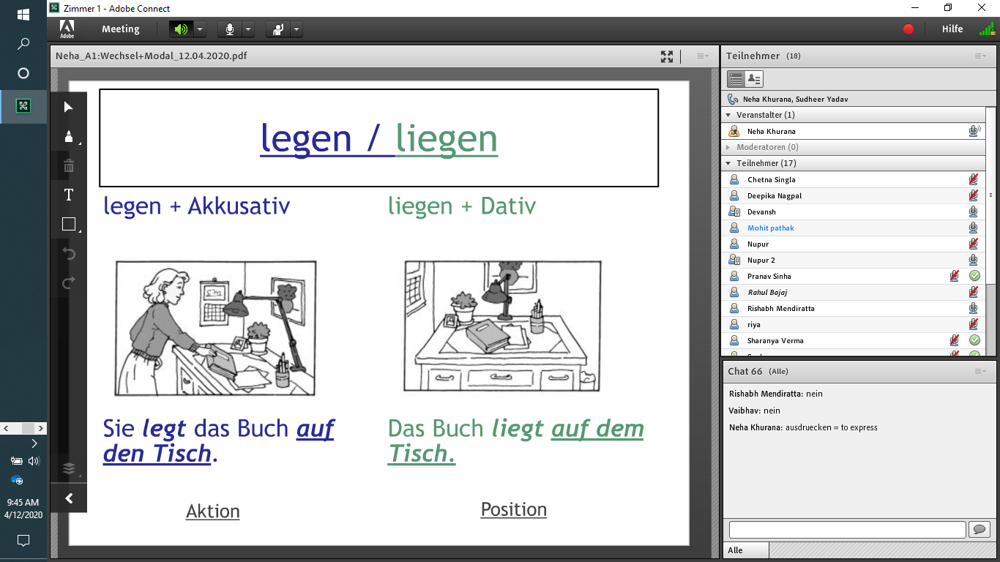 Zimmer 1 - Adobe Connect
Adobe
Meeting
Hilfe
Neha_A1:Wechsel+Modal_12.04.2020.pdf
legen / liegen
legen + Akkusativ
liegen + Dativ
Sie legt das Buch auf
den Tisch.
Das Buch liegt auf dem
Tisch.
Aktion
Position
T
Teilnehmer (18)
Neha Khurana, Sudheer Yadav
Veranstalter (1)
Neha Khurana
Moderatoren (0)
Teilnehmer (17)
Chetna Singla
Deepika Nagpal
Devansh
Mohit pathak
Nupur
Nupur 2
Pranav Sinha
Rahul Bajaj
Rishabh Mendiratta
riya
Sharanya Verma
Chat 66 (Alle)
Rishabh Mendiratta: nein
Vaibhav: nein
Neha Khurana: ausdruecken = to express
Alle
9:45 AM
4/12/2020